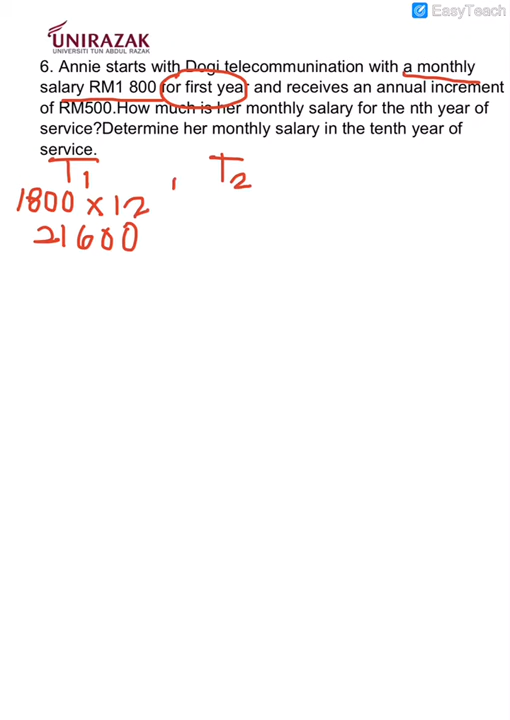 EasyTeach
UNIRAZAK
UNIVERSITI TUN ABDUL RAZAK
6. Annie starts with Dogi telecommunination with a monthly
salary RM1 800 for first year and receives an annual increment
of RM500.How much is her monthly salary for the nth year of
service?Determine her monthly salary in the tenth year of
service.
T1 , T2
1800 x 12
21600